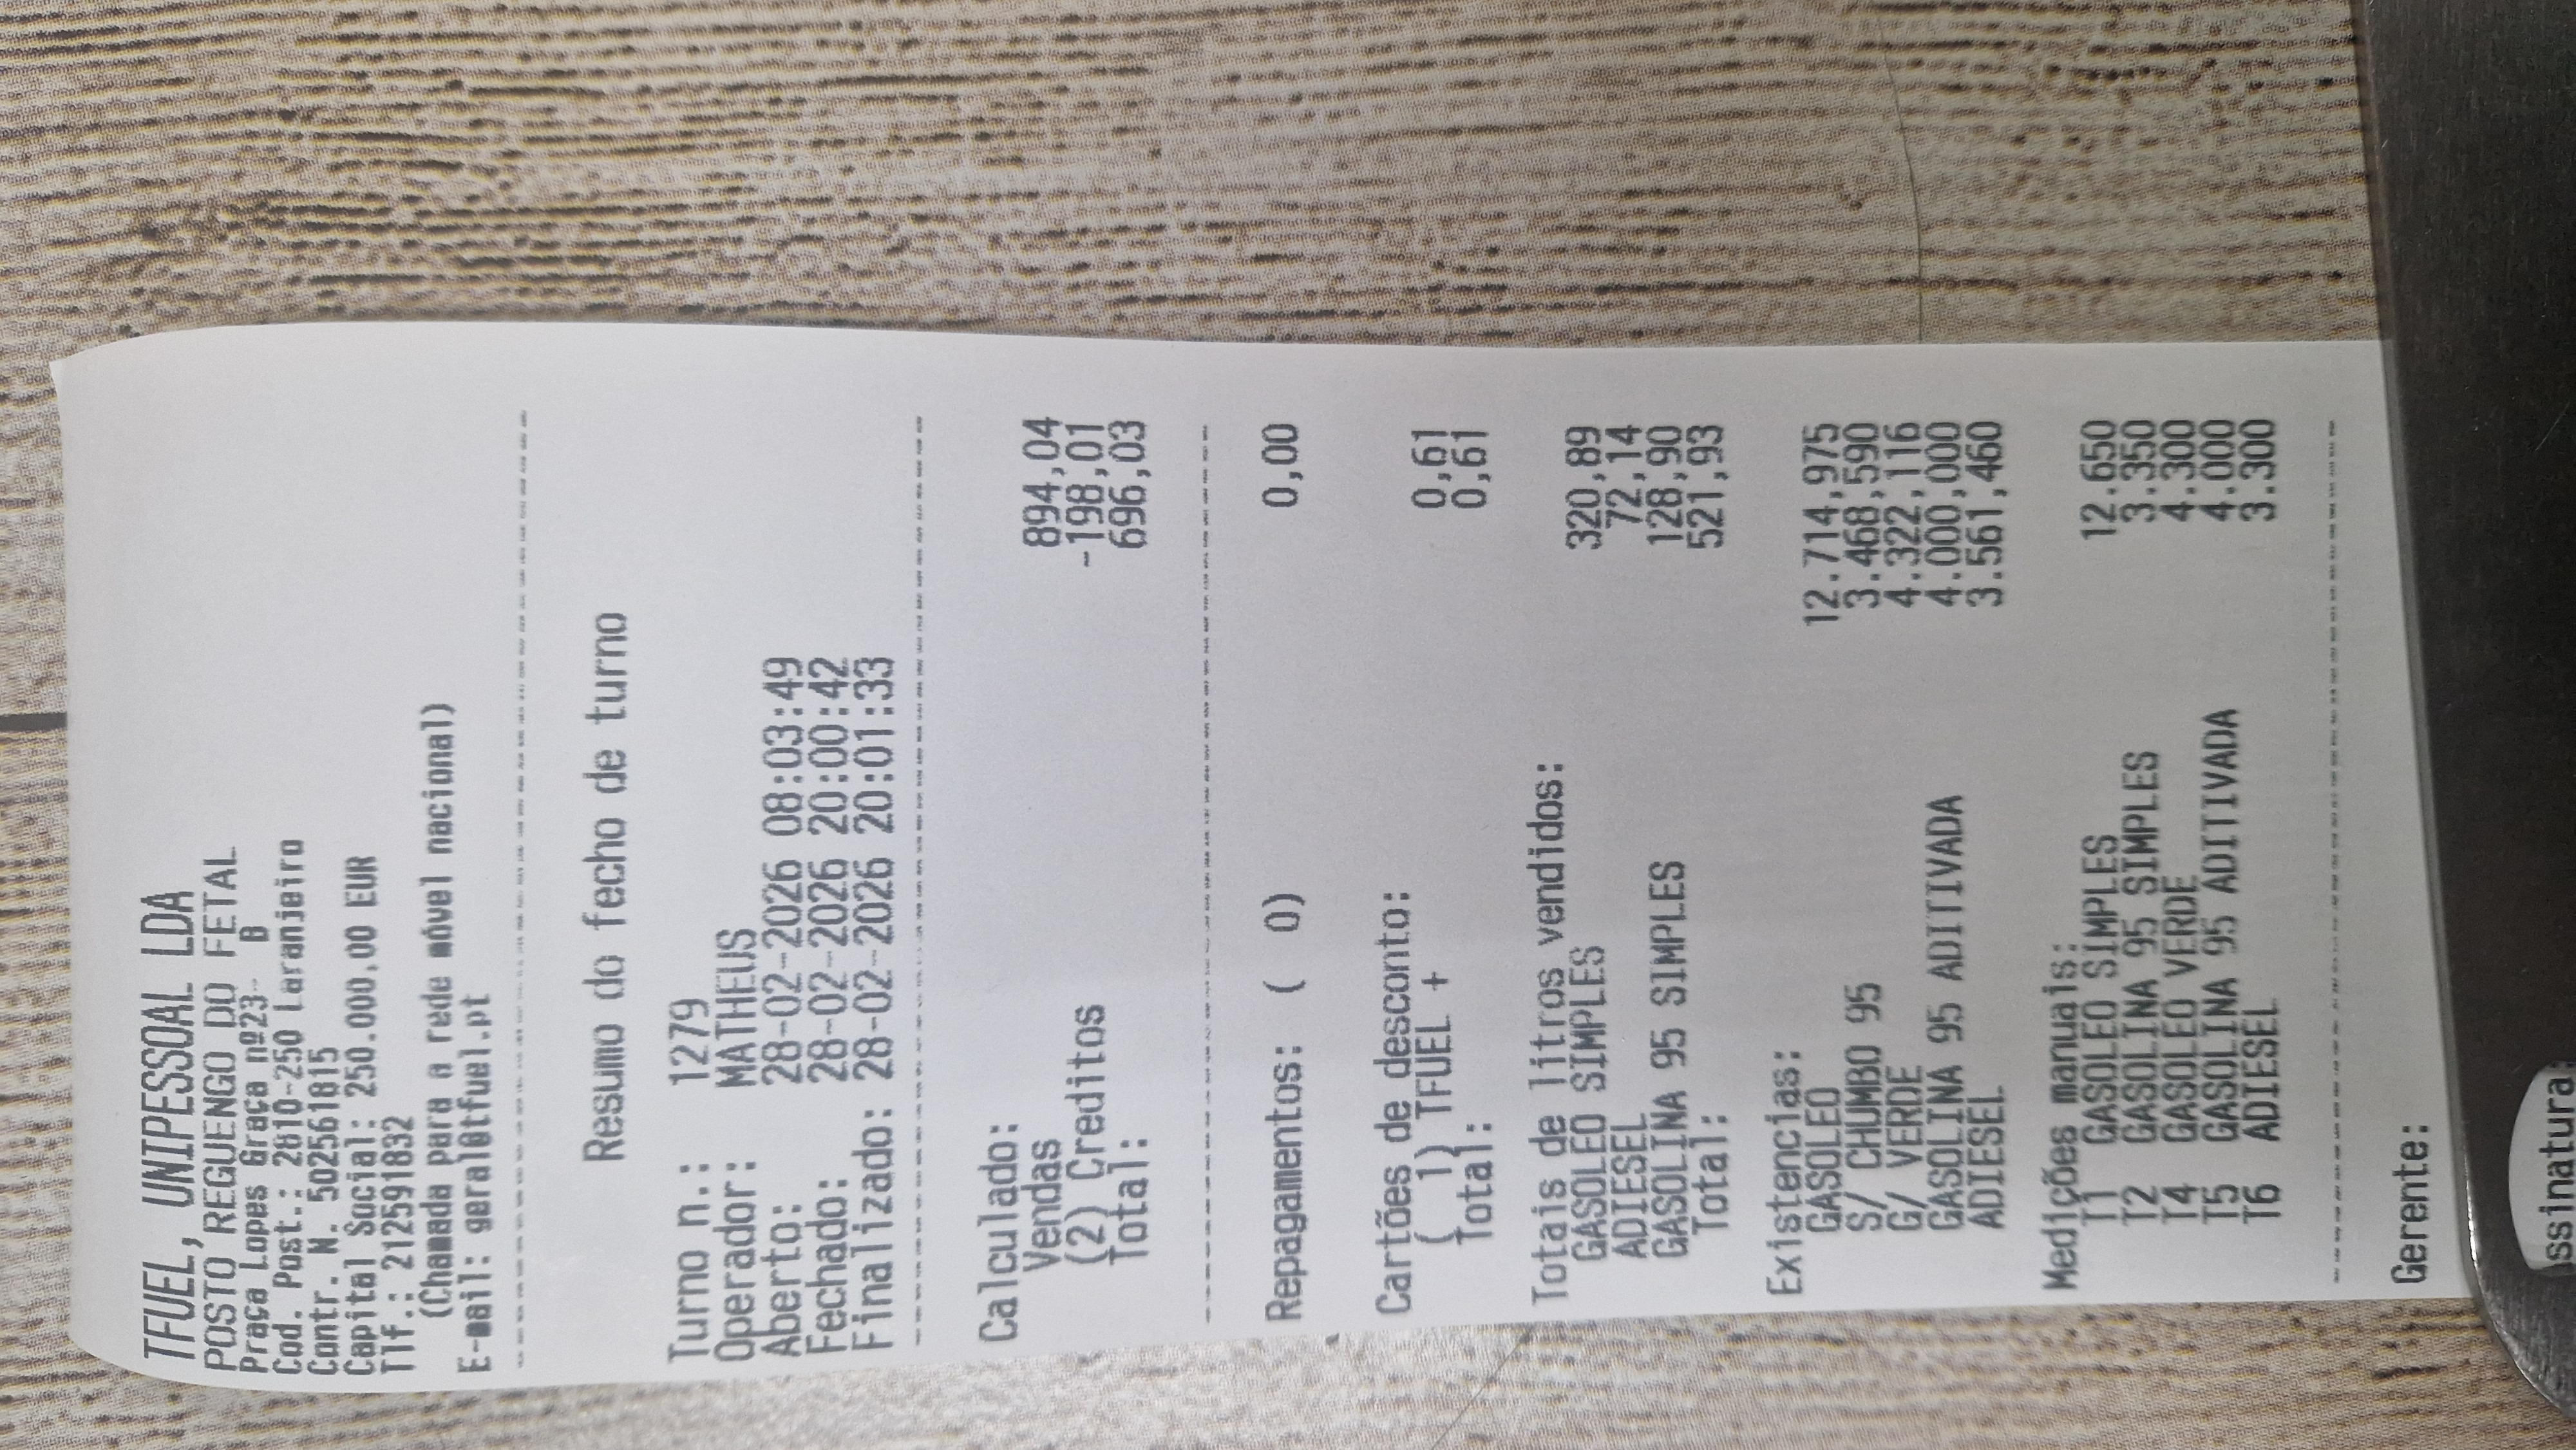 TFUEL, UNIPESSOAL LDA
POSTO REGUENGO DO FETAL
Praça Lopes Graça nº23- B
Cod. Post.: 2810-250 Laranjeiro
Contr. N. 502561815
Capital Social: 250.000,00 EUR
Tlf.: 212591832
(Chamada para a rede móvel nacional)
E-mail: geral@tfuel.pt
Resumo do fecho de turno
Turno n.: 1279
Operador: MATHEUS
Aberto: 28-02-2026 08:03:49
Fechado: 28-02-2026 20:00:42
Finalizado: 28-02-2026 20:01:33
Calculado:
Vendas 894,04
(2) Creditos -198,01
Total: 696,03
Repagamentos: ( 0) 0,00
Cartões de desconto:
( 1) TFUEL + 0,61
Total: 0,61
Totais de litros vendidos:
GASOLEO SIMPLES 320,89
ADIESEL 72,14
GASOLINA 95 SIMPLES 128,90
Total: 521,93
Existencias:
GASOLEO 12.714,975
S/ CHUMBO 95 3.468,590
G/ VERDE 4.322,116
GASOLINA 95 ADITIVADA 4.000,000
ADIESEL 3.561,460
Medições manuais:
T1 GASOLEO SIMPLES 12.650
T2 GASOLINA 95 SIMPLES 3.350
T4 GASOLEO VERDE 4.300
T5 GASOLINA 95 ADITIVADA 4.000
T6 ADIESEL 3.300
Gerente:
ssinatura: